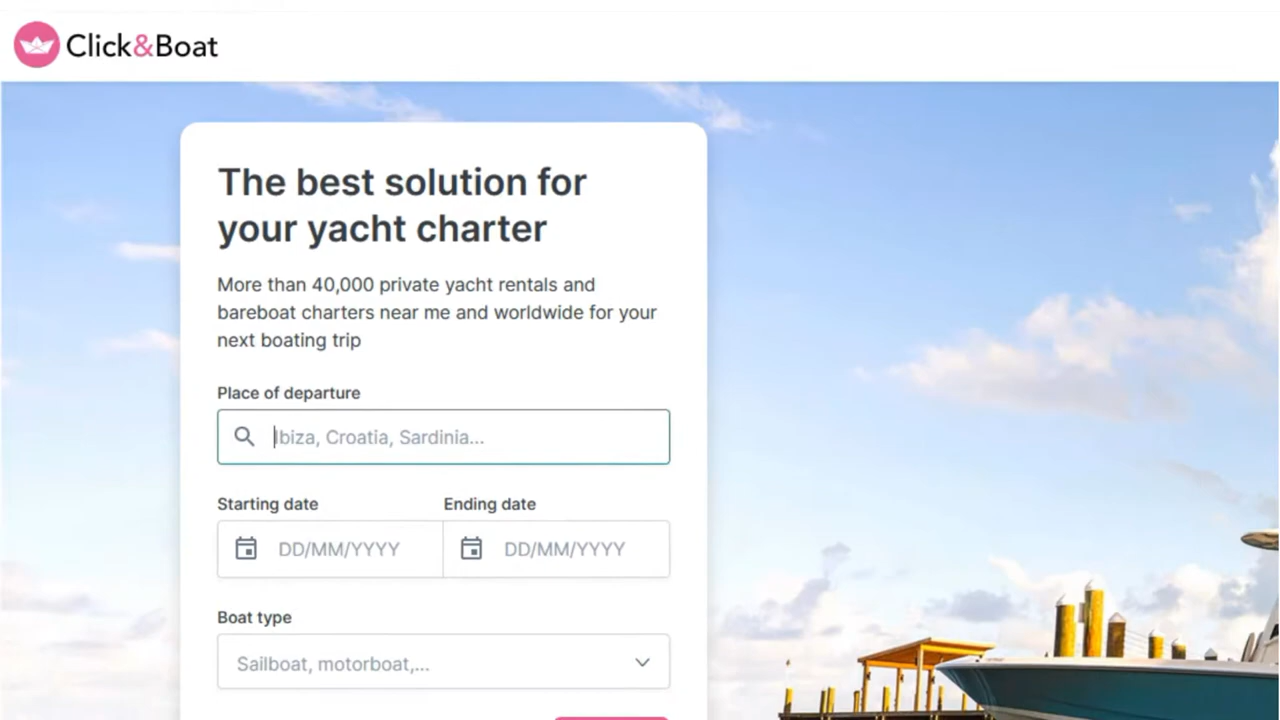 Click&Boat
The best solution for
your yacht charter
More than 40,000 private yacht rentals and
bareboat charters near me and worldwide for your
next boating trip
Place of departure
Ibiza, Croatia, Sardinia...
Starting date
Ending date
DD/MM/YYYY
DD/MM/YYYY
Boat type
Sailboat, motorboat,...